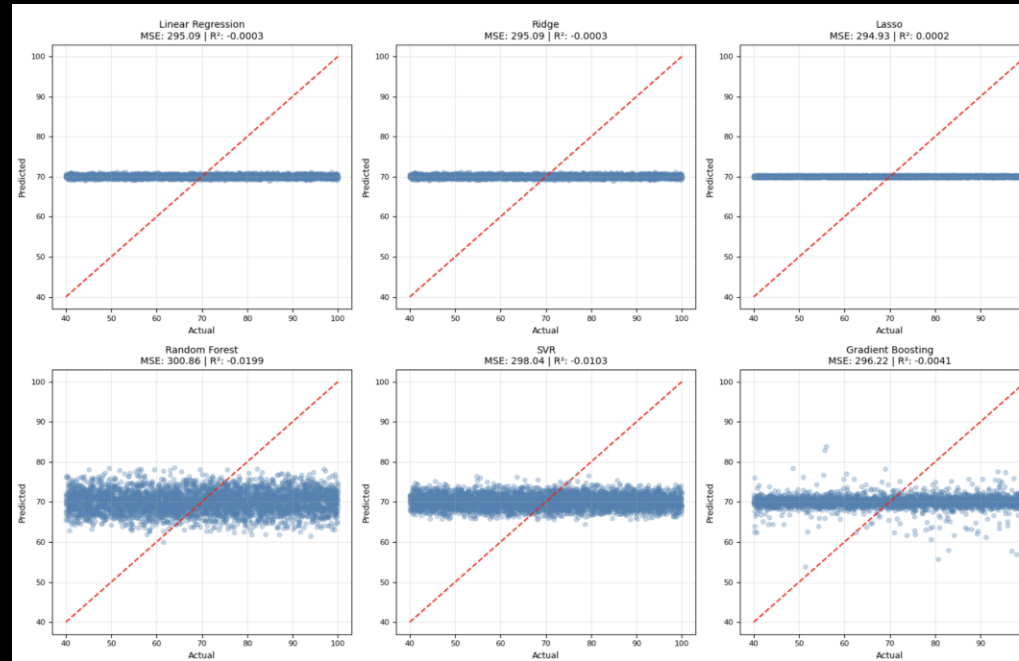 Linear Regression
MSE: 295.09 | R²: -0.0003
Ridge
MSE: 295.09 | R²: -0.0003
Lasso
MSE: 294.93 | R²: 0.0002
100
90
80
70
60
50
40
Predicted
40 50 60 70 80 90 100
Actual
100
90
80
70
60
50
40
Predicted
40 50 60 70 80 90 100
Actual
100
90
80
70
60
50
40
Predicted
40 50 60 70 80 90
Actual
Random Forest
MSE: 300.86 | R²: -0.0199
SVR
MSE: 298.04 | R²: -0.0103
Gradient Boosting
MSE: 296.22 | R²: -0.0041
100
90
80
70
60
50
40
Predicted
40 50 60 70 80 90 100
Actual
100
90
80
70
60
50
40
Predicted
40 50 60 70 80 90 100
Actual
100
90
80
70
60
50
40
Predicted
40 50 60 70 80 90
Actual